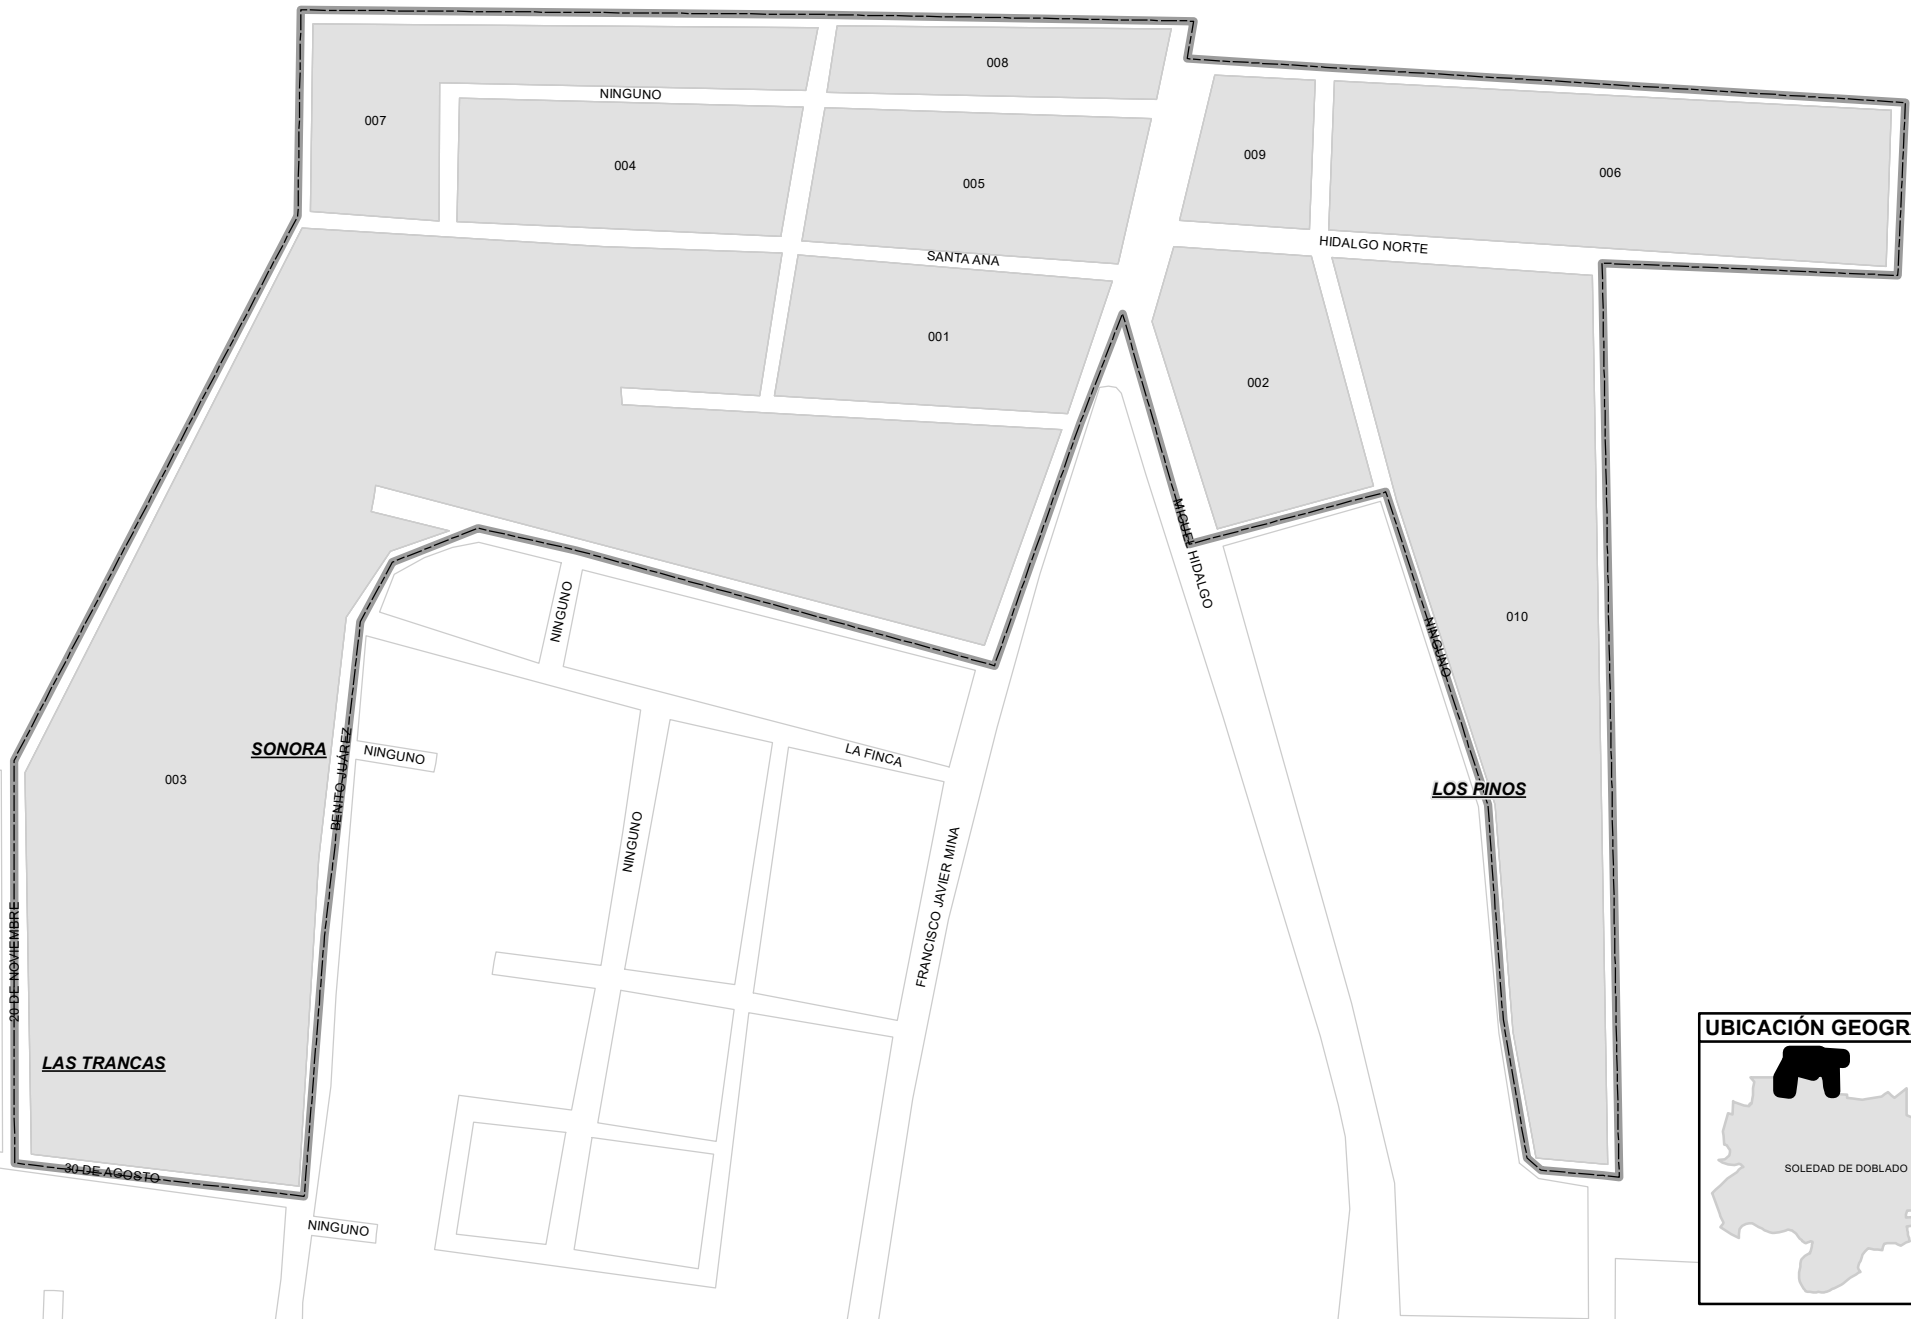 008
NINGUNO
007
009
004
006
005
HIDALGO NORTE
SANTA ANA
001
002
MIGUEL HIDALGO
NINGUNO
010
NINGUNO
SONORA
BENITO JUÁREZ
NINGUNO
LA FINCA
003
LOS PINOS
NINGUNO
FRANCISCO JAVIER MINA
20 DE NOVIEMBRE
LAS TRANCAS
30 DE AGOSTO
NINGUNO
UBICACIÓN GEOGR
SOLEDAD DE DOBLADO